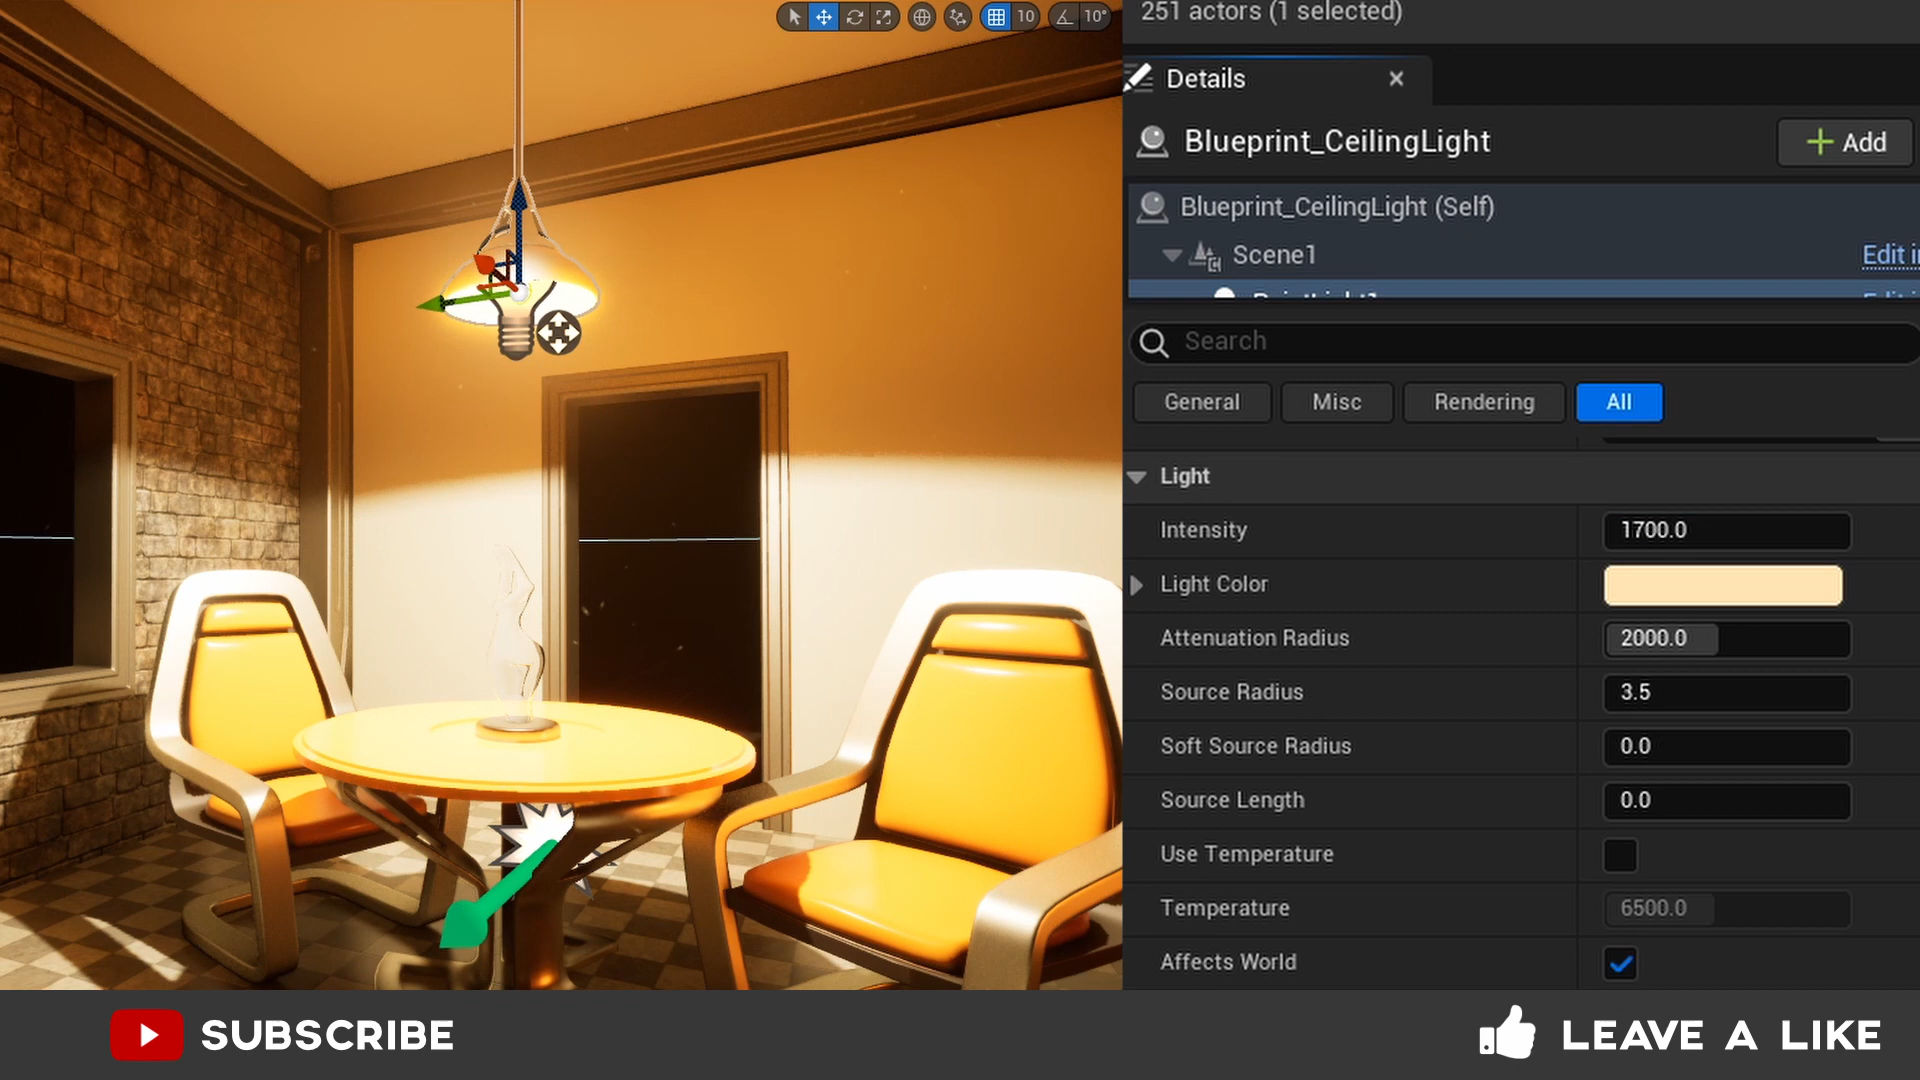 10
10°
251 actors (1 selected)
Details
Blueprint_CeilingLight
Add
Blueprint_CeilingLight (Self)
Scene1
Edit i
Search
General
Misc
Rendering
All
Light
Intensity
1700.0
Light Color
Attenuation Radius
2000.0
Source Radius
3.5
Soft Source Radius
0.0
Source Length
0.0
Use Temperature
Temperature
6500.0
Affects World
SUBSCRIBE
LEAVE A LIKE